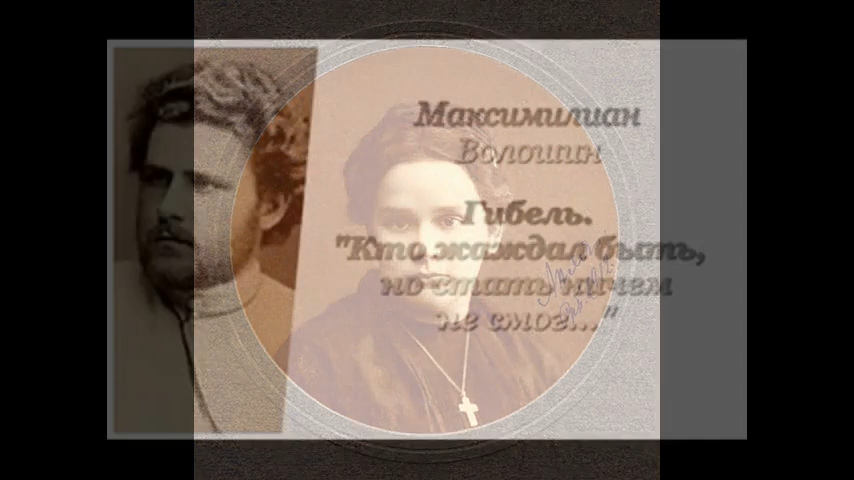 Максимилиан
Волошин
Гибель.
"Кто жаждал быть,
но стать ничем
не смог..."